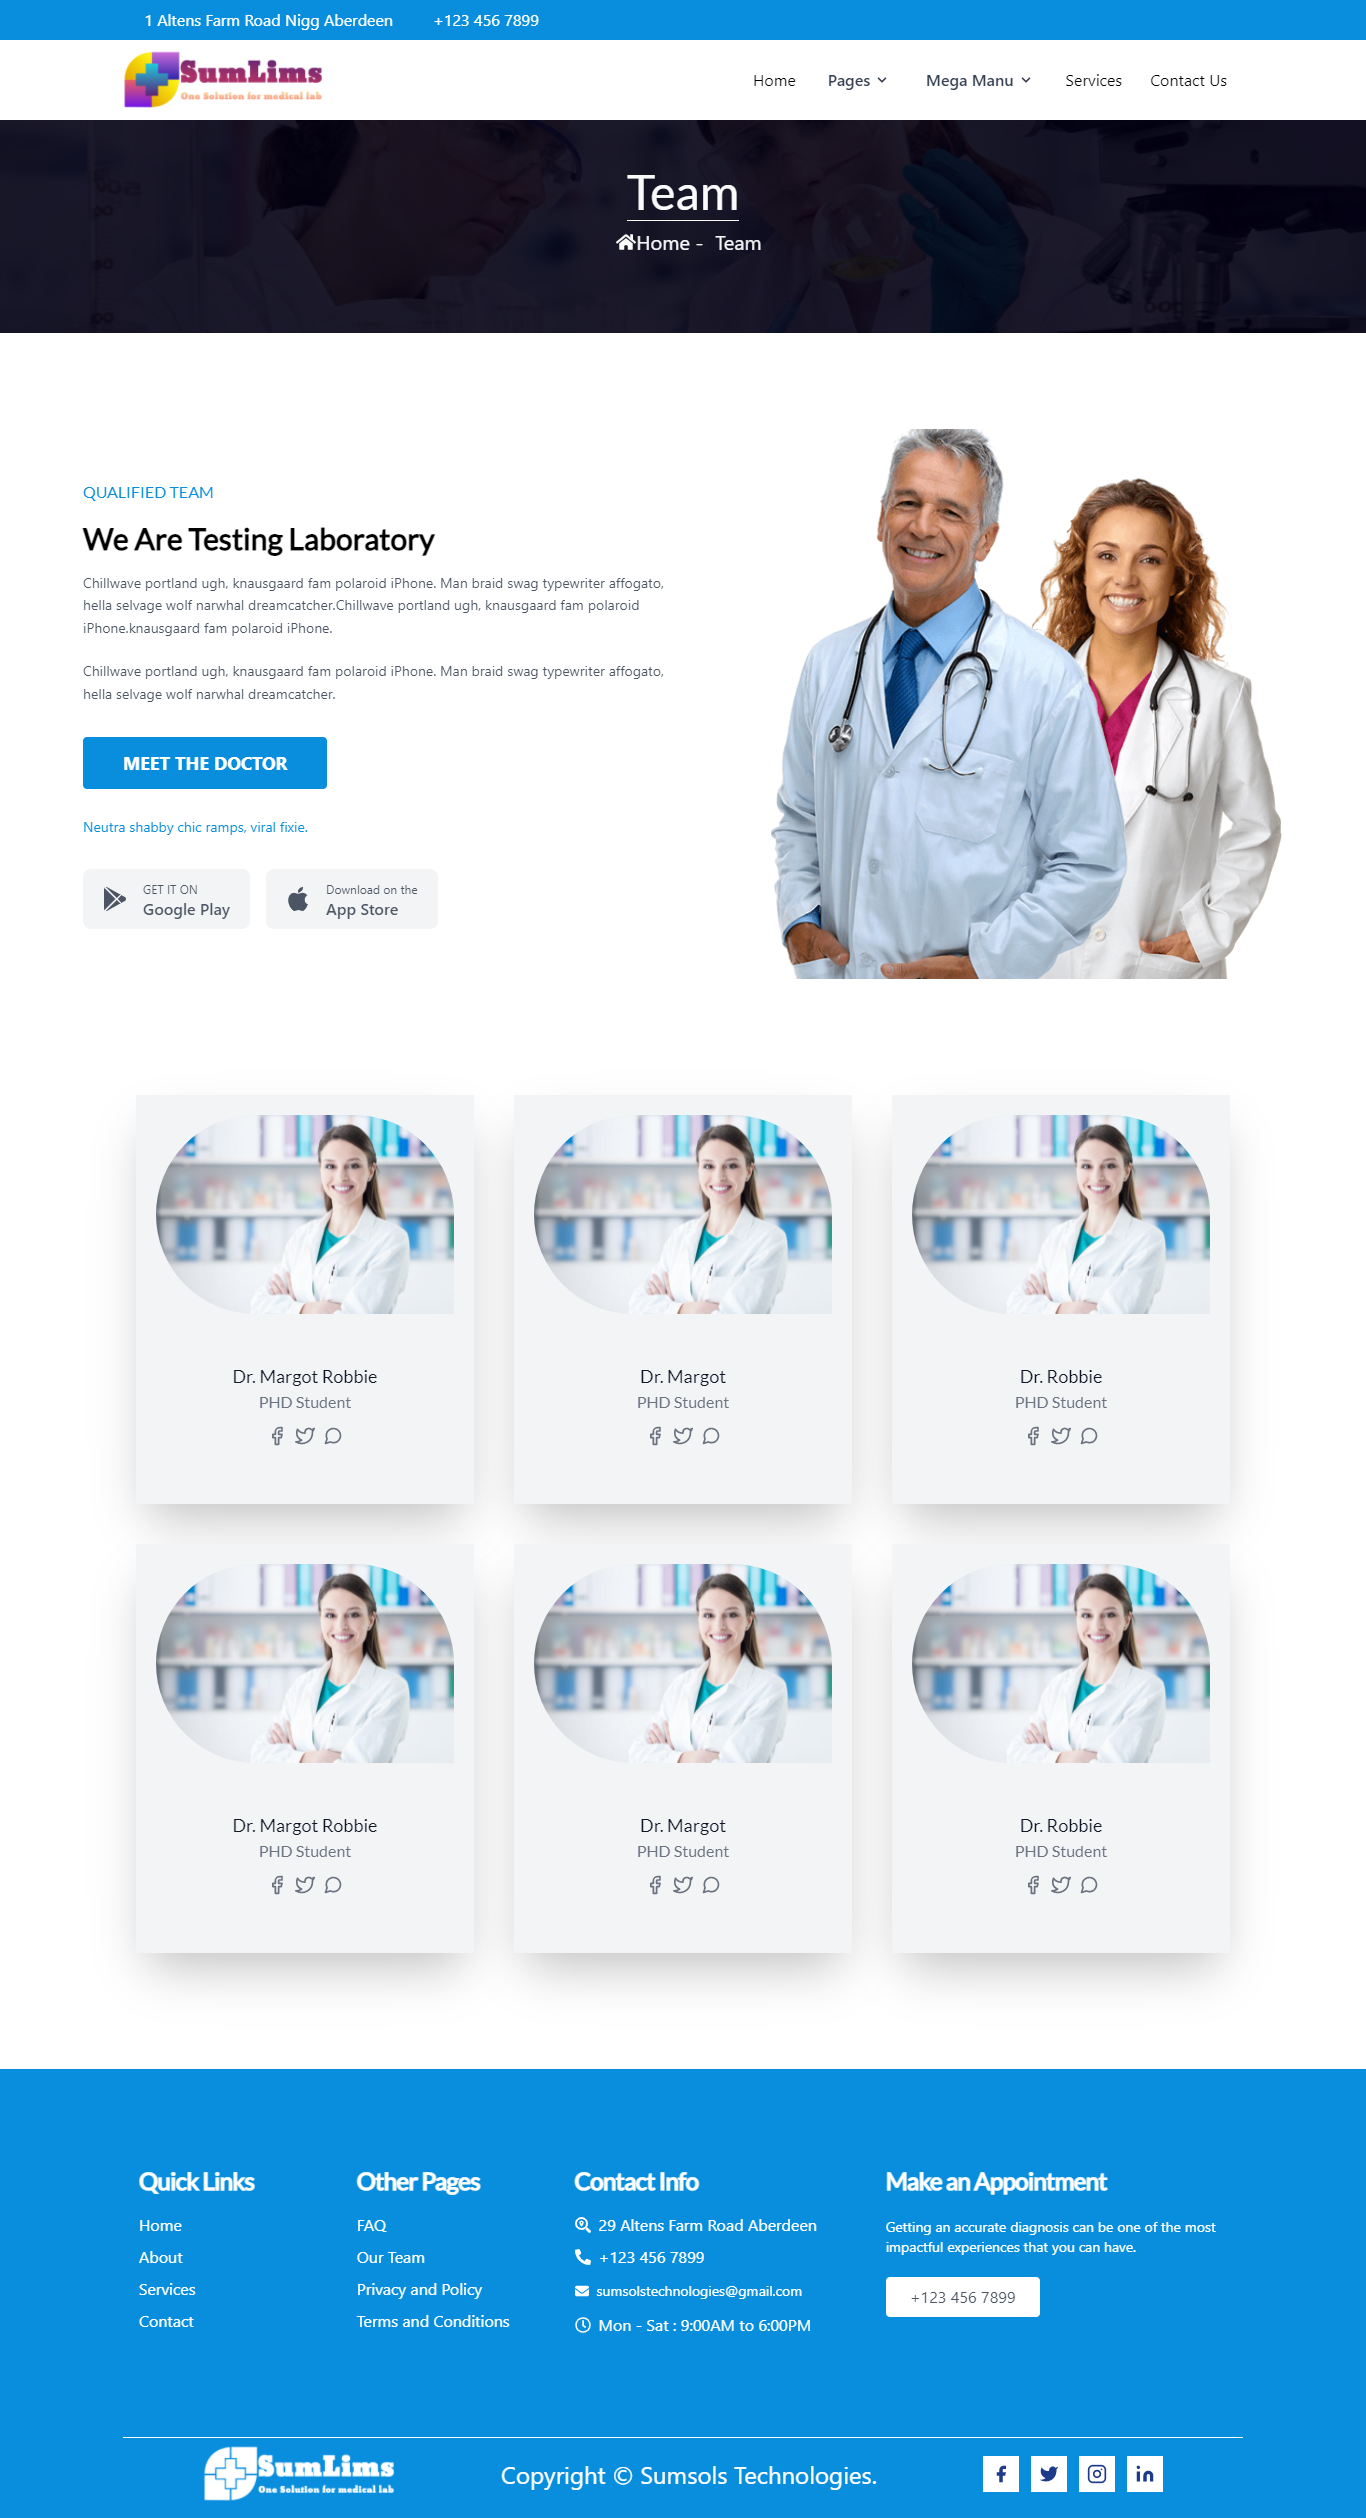 1 Altens Farm Road Nigg Aberdeen +123 456 7899
SumLims
One Solution for medical lab
Home Pages Mega Manu Services Contact Us
Team
Home - Team
QUALIFIED TEAM
We Are Testing Laboratory
Chillwave portland ugh, knausgaard fam polaroid iPhone. Man braid swag typewriter affogato,
hella selvage wolf narwhal dreamcatcher.Chillwave portland ugh, knausgaard fam polaroid
iPhone.knausgaard fam polaroid iPhone.
Chillwave portland ugh, knausgaard fam polaroid iPhone. Man braid swag typewriter affogato,
hella selvage wolf narwhal dreamcatcher.
MEET THE DOCTOR
Neutra shabby chic ramps, viral fixie.
GET IT ON
Google Play
Download on the
App Store
Dr. Margot Robbie
PHD Student
Dr. Margot
PHD Student
Dr. Robbie
PHD Student
Dr. Margot Robbie
PHD Student
Dr. Margot
PHD Student
Dr. Robbie
PHD Student
Quick Links
Home
About
Services
Contact
Other Pages
FAQ
Our Team
Privacy and Policy
Terms and Conditions
Contact Info
29 Altens Farm Road Aberdeen
+123 456 7899
sumsolstechnologies@gmail.com
Mon - Sat : 9:00AM to 6:00PM
Make an Appointment
Getting an accurate diagnosis can be one of the most
impactful experiences that you can have.
+123 456 7899
SumLims
One Solution for medical lab
Copyright © Sumsols Technologies.